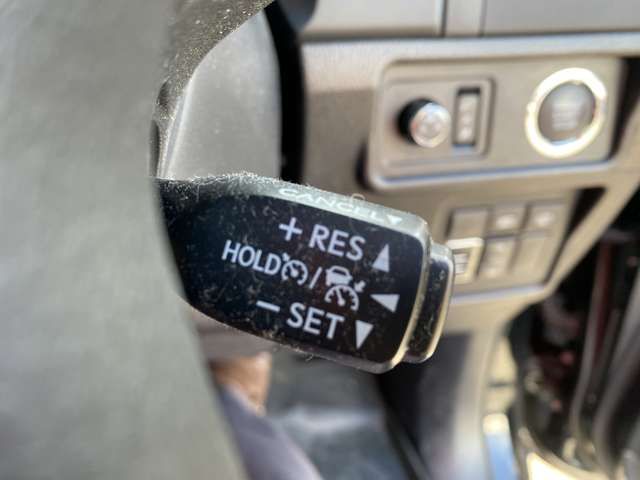 CANCEL
+ RES ▲
HOLD /
− SET ▼